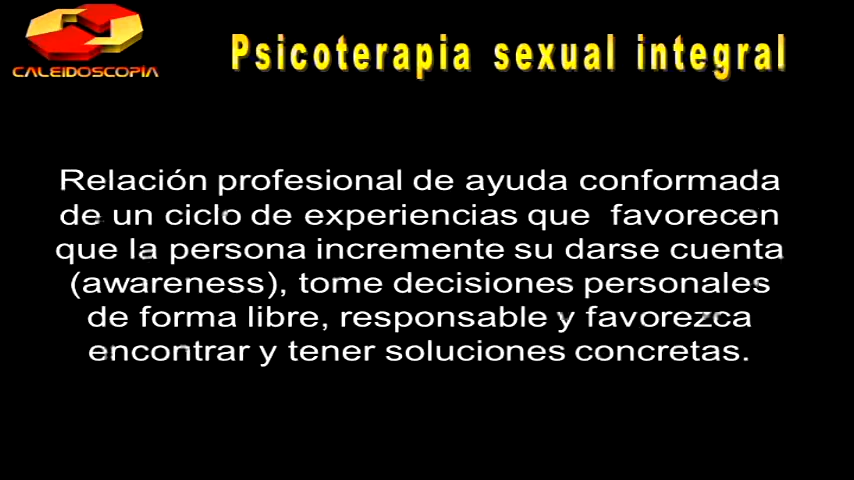 CALEIDOSCOPÍA
Psicoterapia sexual integral
Relación profesional de ayuda conformada
de un ciclo de experiencias que favorecen
que la persona incremente su darse cuenta
(awareness), tome decisiones personales
de forma libre, responsable y favorezca
encontrar y tener soluciones concretas.